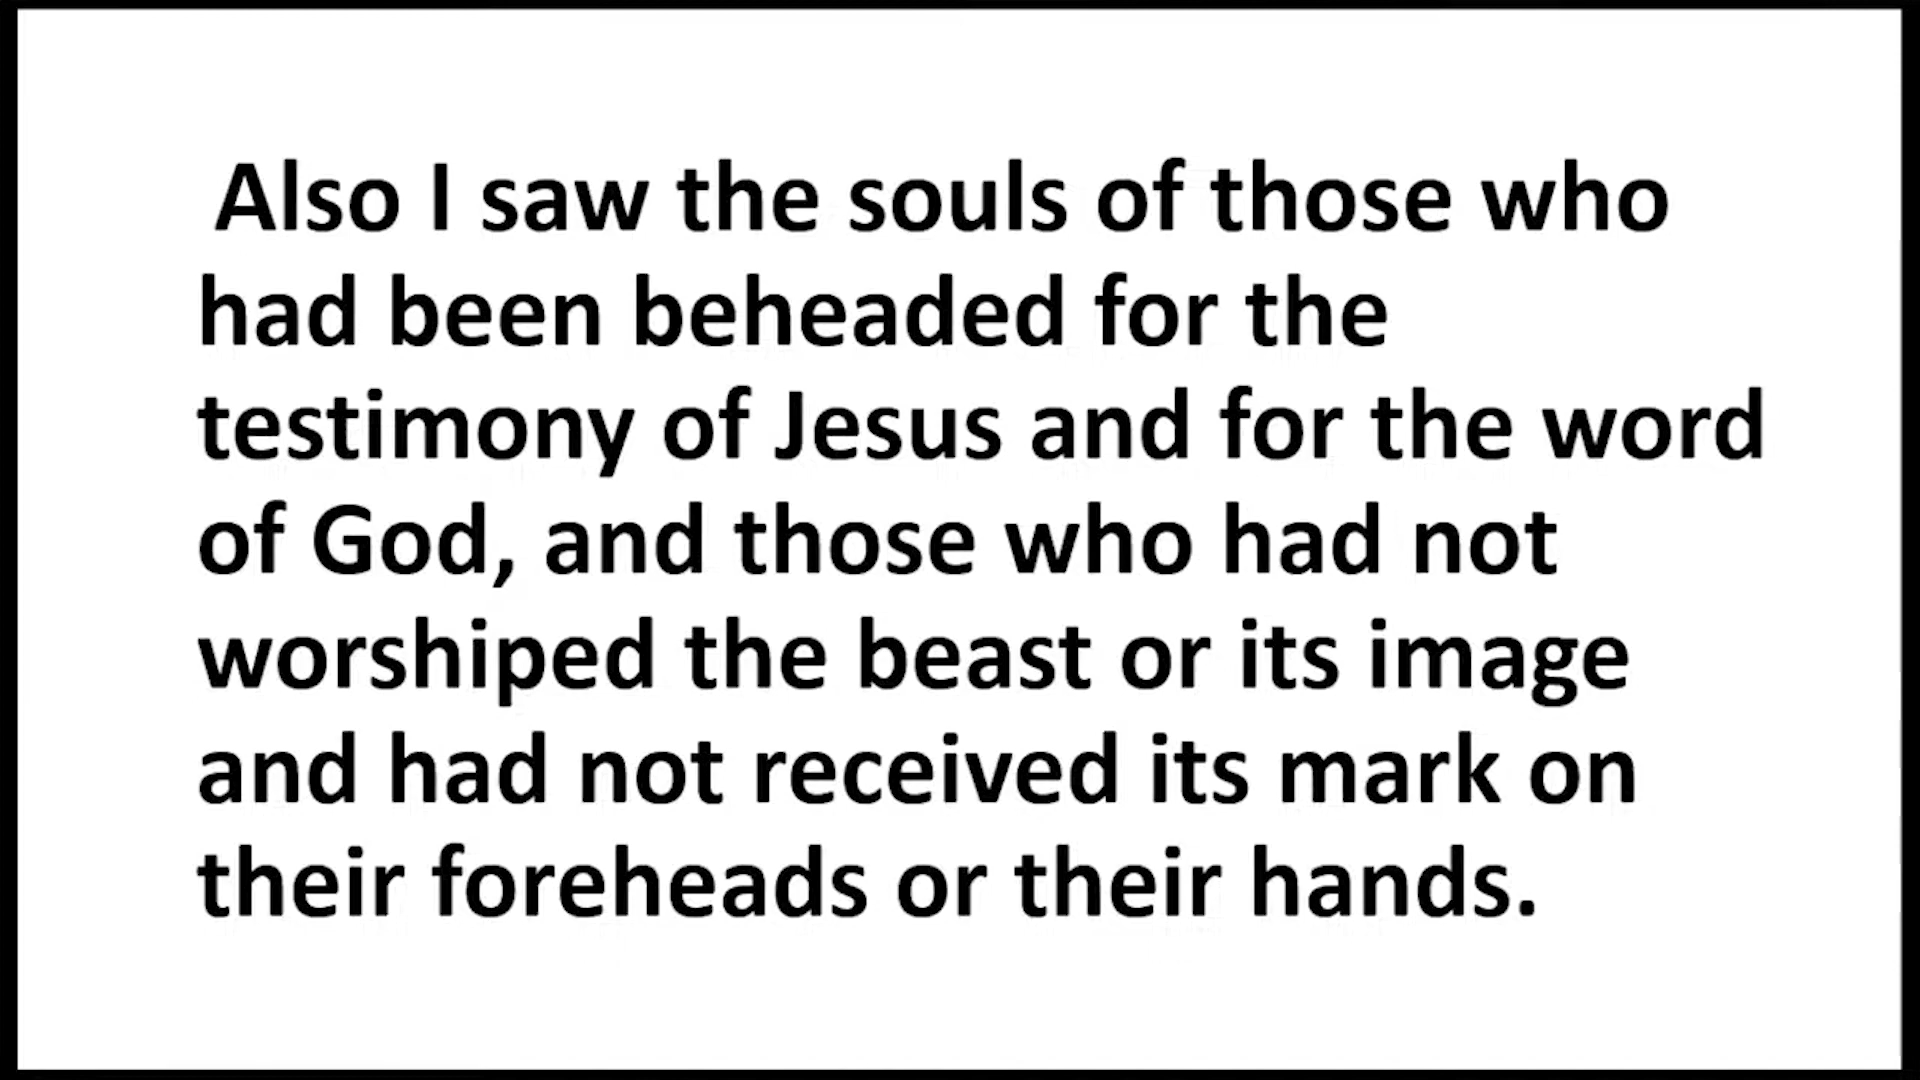 Also I saw the souls of those who
had been beheaded for the
testimony of Jesus and for the word
of God, and those who had not
worshiped the beast or its image
and had not received its mark on
their foreheads or their hands.